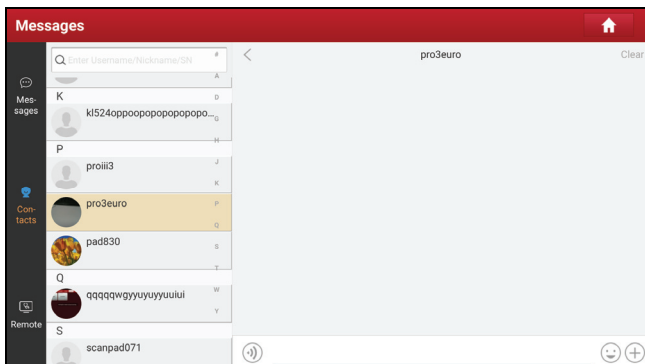 Messages
Enter Username/Nickname/SN
#
A
K
D
kl524oppoopopopopopopo...
G
H
P
J
proiii3
K
pro3euro
P
Q
pad830
S
T
Q
qqqqqwgyyuyuyyuuiui
W
Y
S
scanpad071
Mes-
sages
Con-
tacts
Remote
pro3euro
Clear